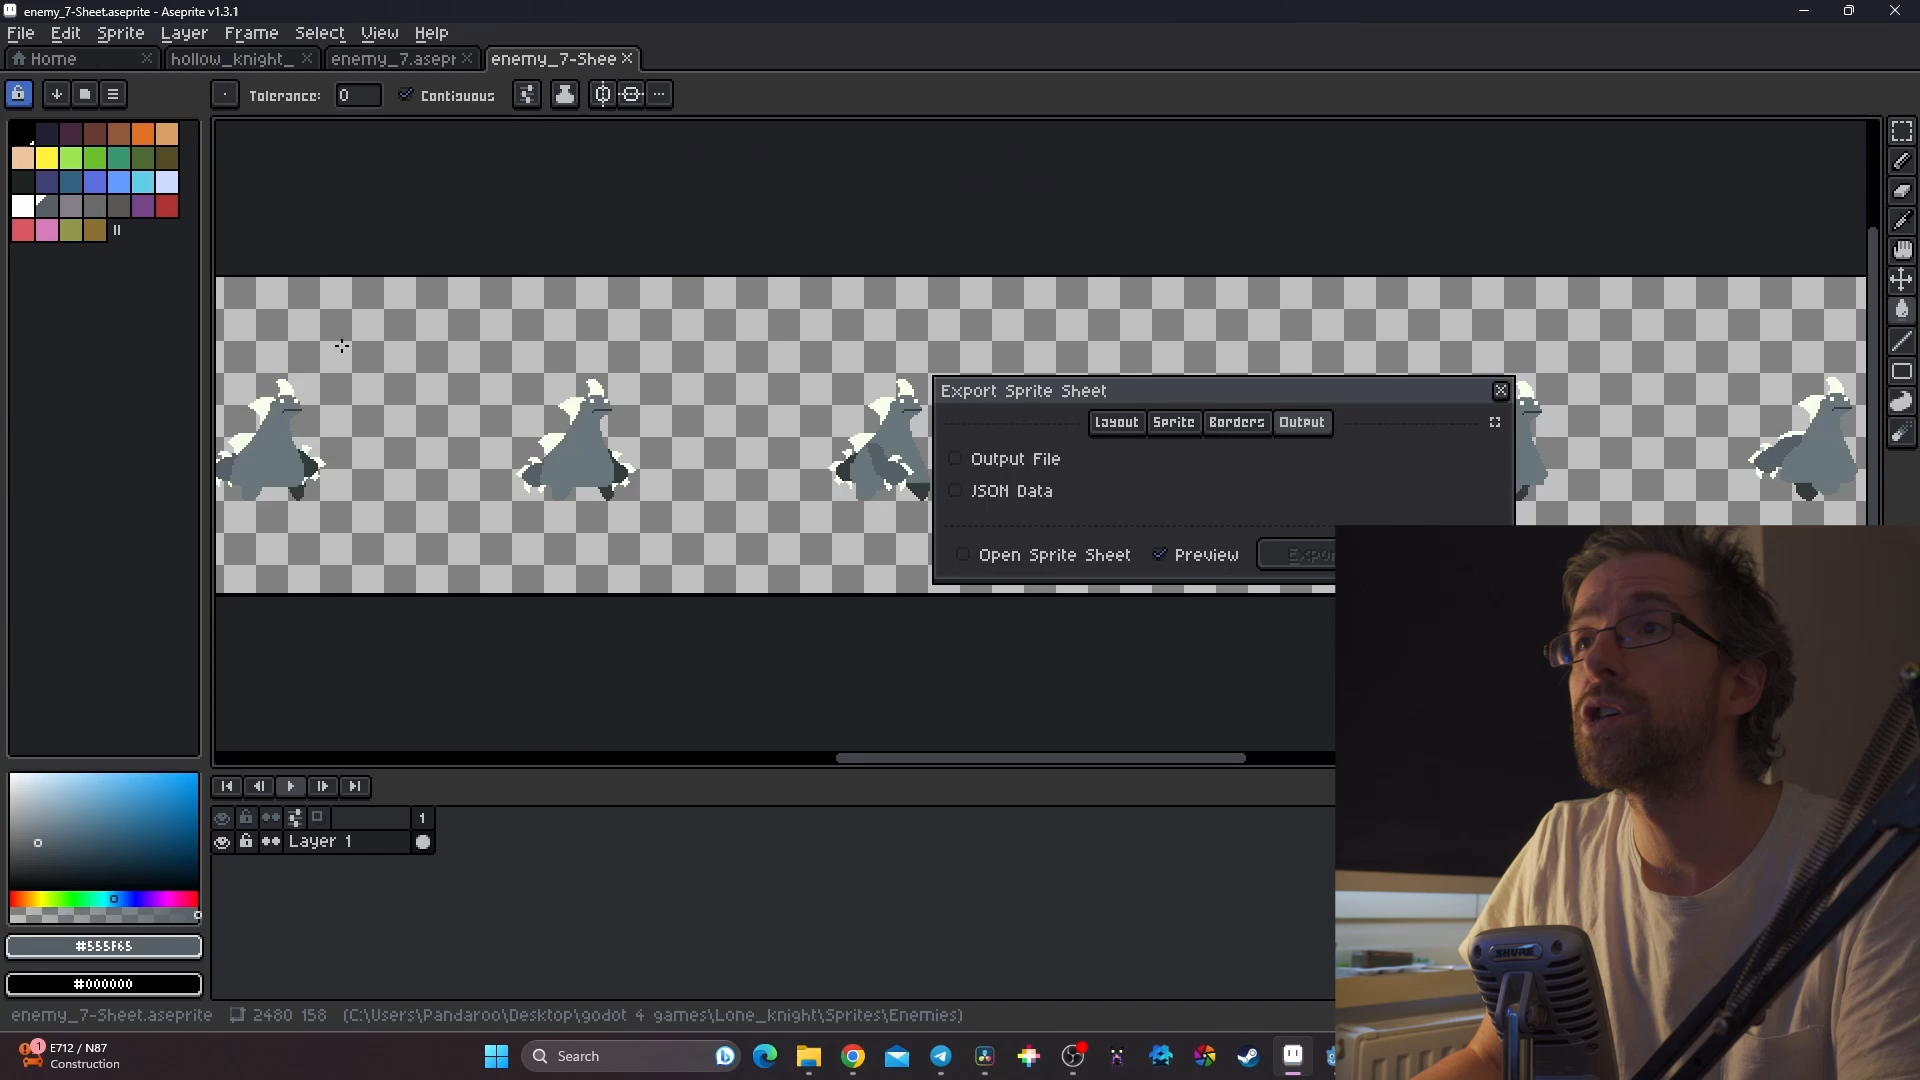 enemy_7-Sheet.aseprite - Aseprite v1.3.1
File Edit Sprite Layer Frame Select View Help
Home hollow_knight_ enemy_7.asepr enemy_7-Shee
Tolerance: 0 Contiguous
Export Sprite Sheet
Layout Sprite Borders Output
Output File
JSON Data
Open Sprite Sheet Preview Expor
1
Layer 1
#555F65
#000000
enemy_7-Sheet.aseprite 2480 158 (C:\Users\Pandaroo\Desktop\godot 4 games\Lone_knight\Sprites\Enemies)
SHURE
1 E712 / N87
Construction
Search